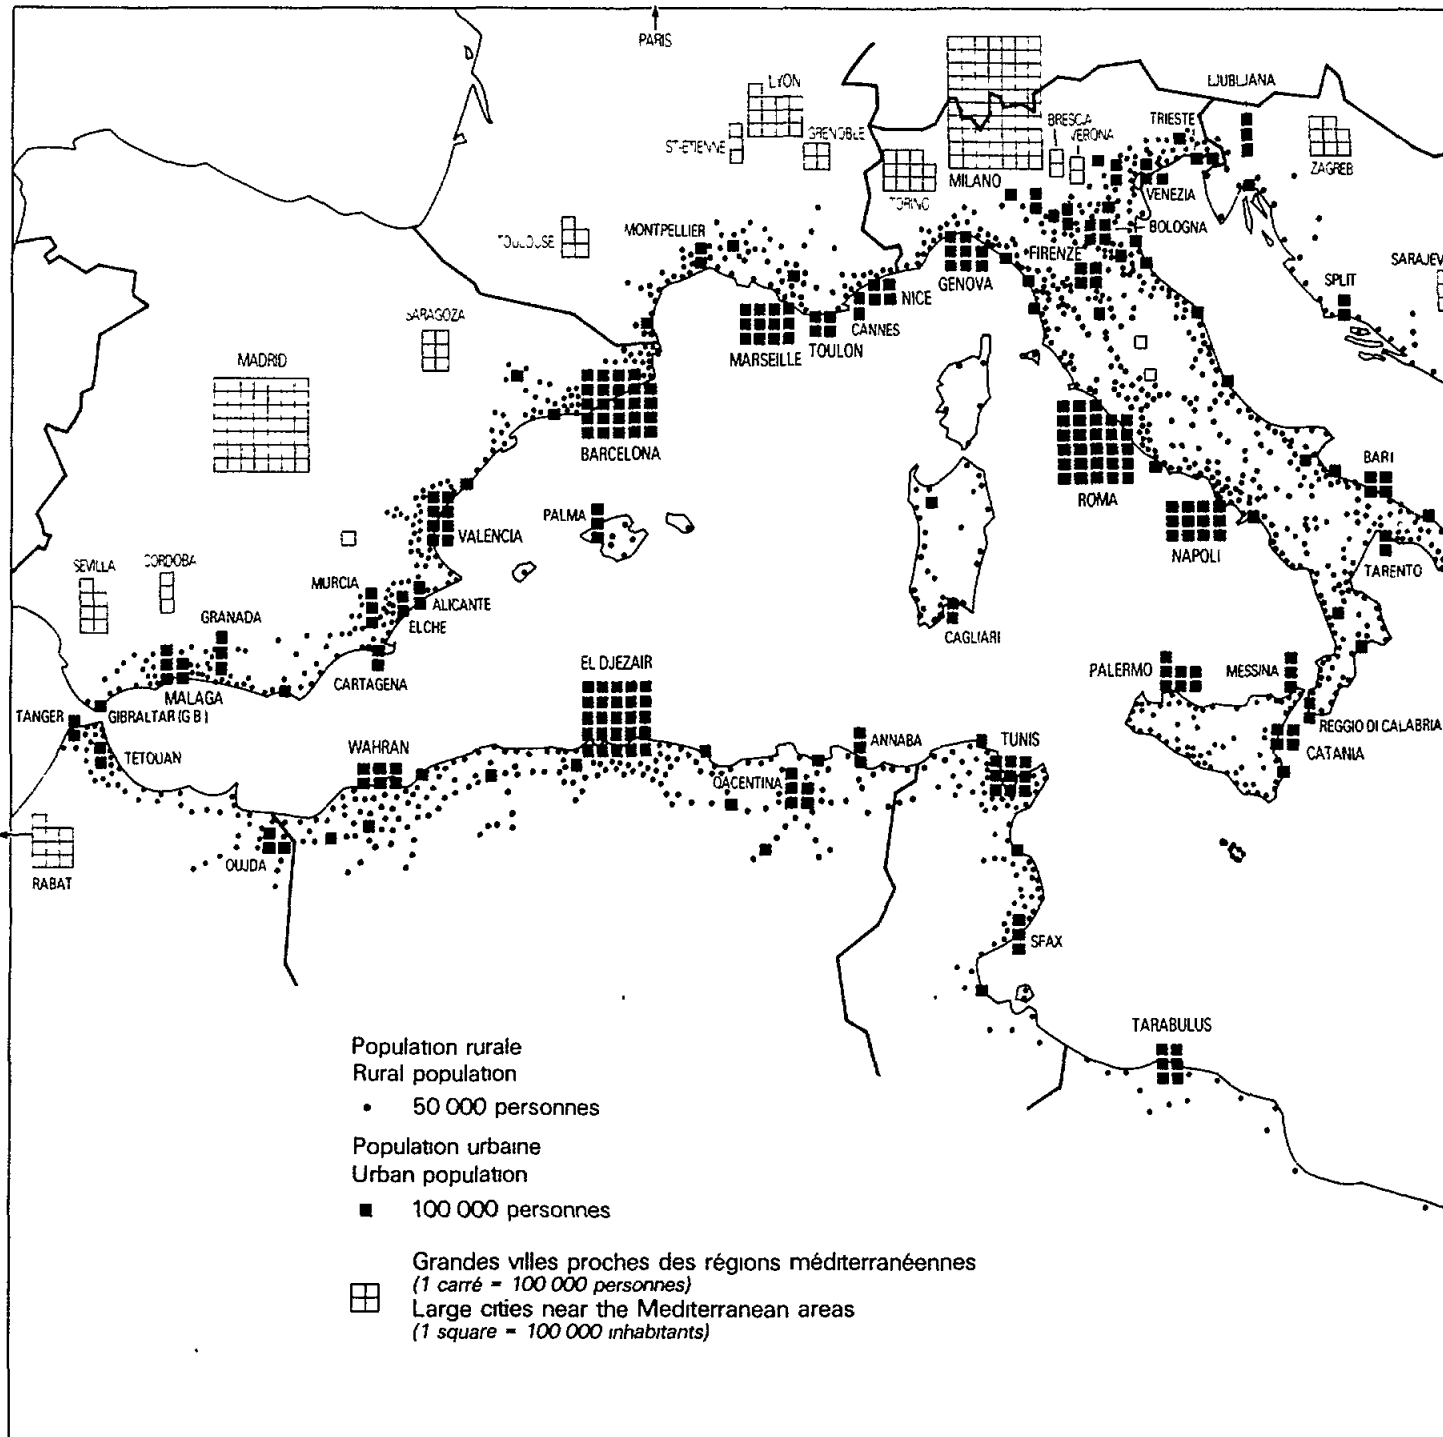 PARIS
LYON
LJUBLJANA
ST-ETIENNE
GRENOBLE
BRESCA
VERONA
TRIESTE
ZAGREB
MILANO
TORINO
VENEZIA
TOULOUSE
MONTPELLIER
BOLOGNA
FIRENZE
SARAJEV
GENOVA
NICE
SPLIT
SARAGOZA
CANNES
MADRID
MARSEILLE
TOULON
BARCELONA
BARI
ROMA
PALMA
VALENCIA
NAPOLI
TARENTO
SEVILLA
CORDOBA
MURCIA
ALICANTE
GRANADA
ELCHE
CAGLIARI
EL DJEZAIR
PALERMO
MESSINA
CARTAGENA
MALAGA
TANGER
GIBRALTAR (G B)
REGGIO DI CALABRIA
TETOUAN
WAHRAN
ANNABA
TUNIS
CATANIA
QACENTINA
OUJDA
RABAT
SFAX
TARABULUS
Population rurale
Rural population
50 000 personnes
Population urbaine
Urban population
100 000 personnes
Grandes villes proches des régions méditerranéennes
(1 carré = 100 000 personnes)
Large cities near the Mediterranean areas
(1 square = 100 000 inhabitants)